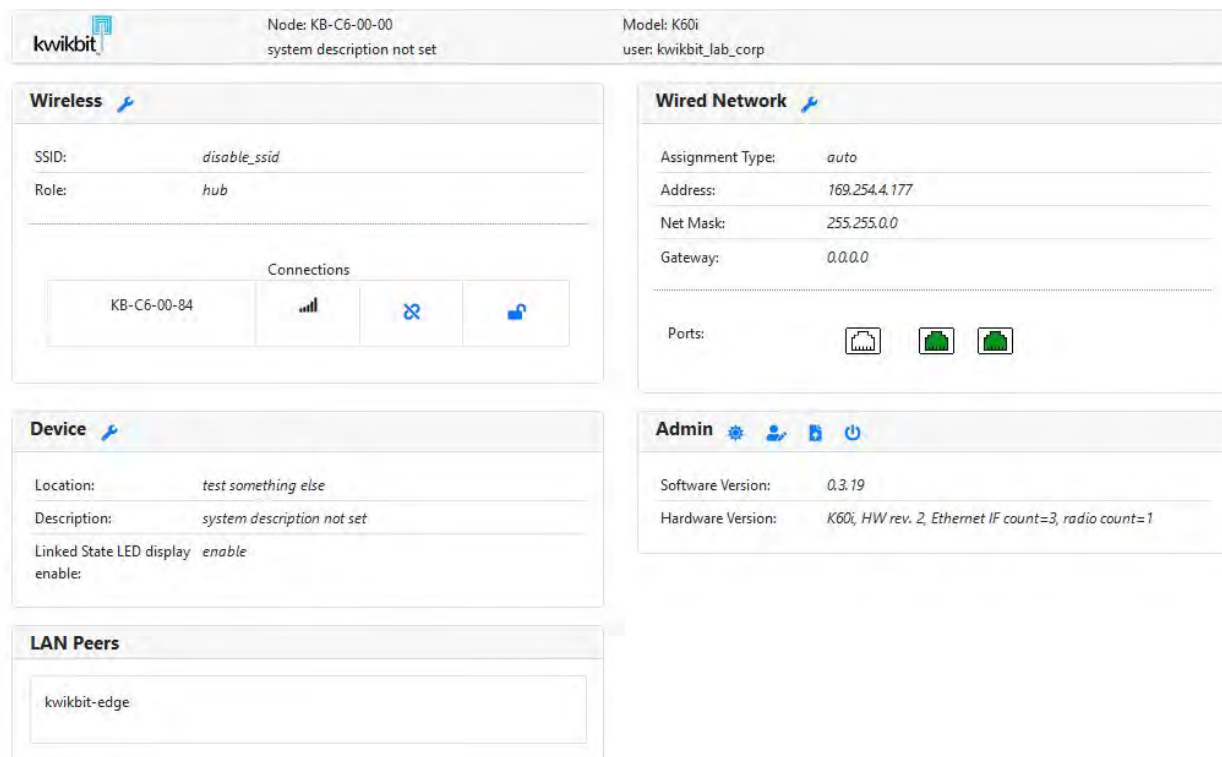 kwikbit
Node: KB-C6-00-00
system description not set
Model: K60i
user: kwikbit_lab_corp
Wireless
SSID: disable_ssid
Role: hub
Connections
KB-C6-00-84
Wired Network
Assignment Type: auto
Address: 169.254.4.177
Net Mask: 255.255.0.0
Gateway: 0.0.0.0
Ports:
Device
Location: test something else
Description: system description not set
Linked State LED display enable
enable:
Admin
Software Version: 0.3.19
Hardware Version: K60i, HW rev. 2, Ethernet IF count=3, radio count=1
LAN Peers
kwikbit-edge